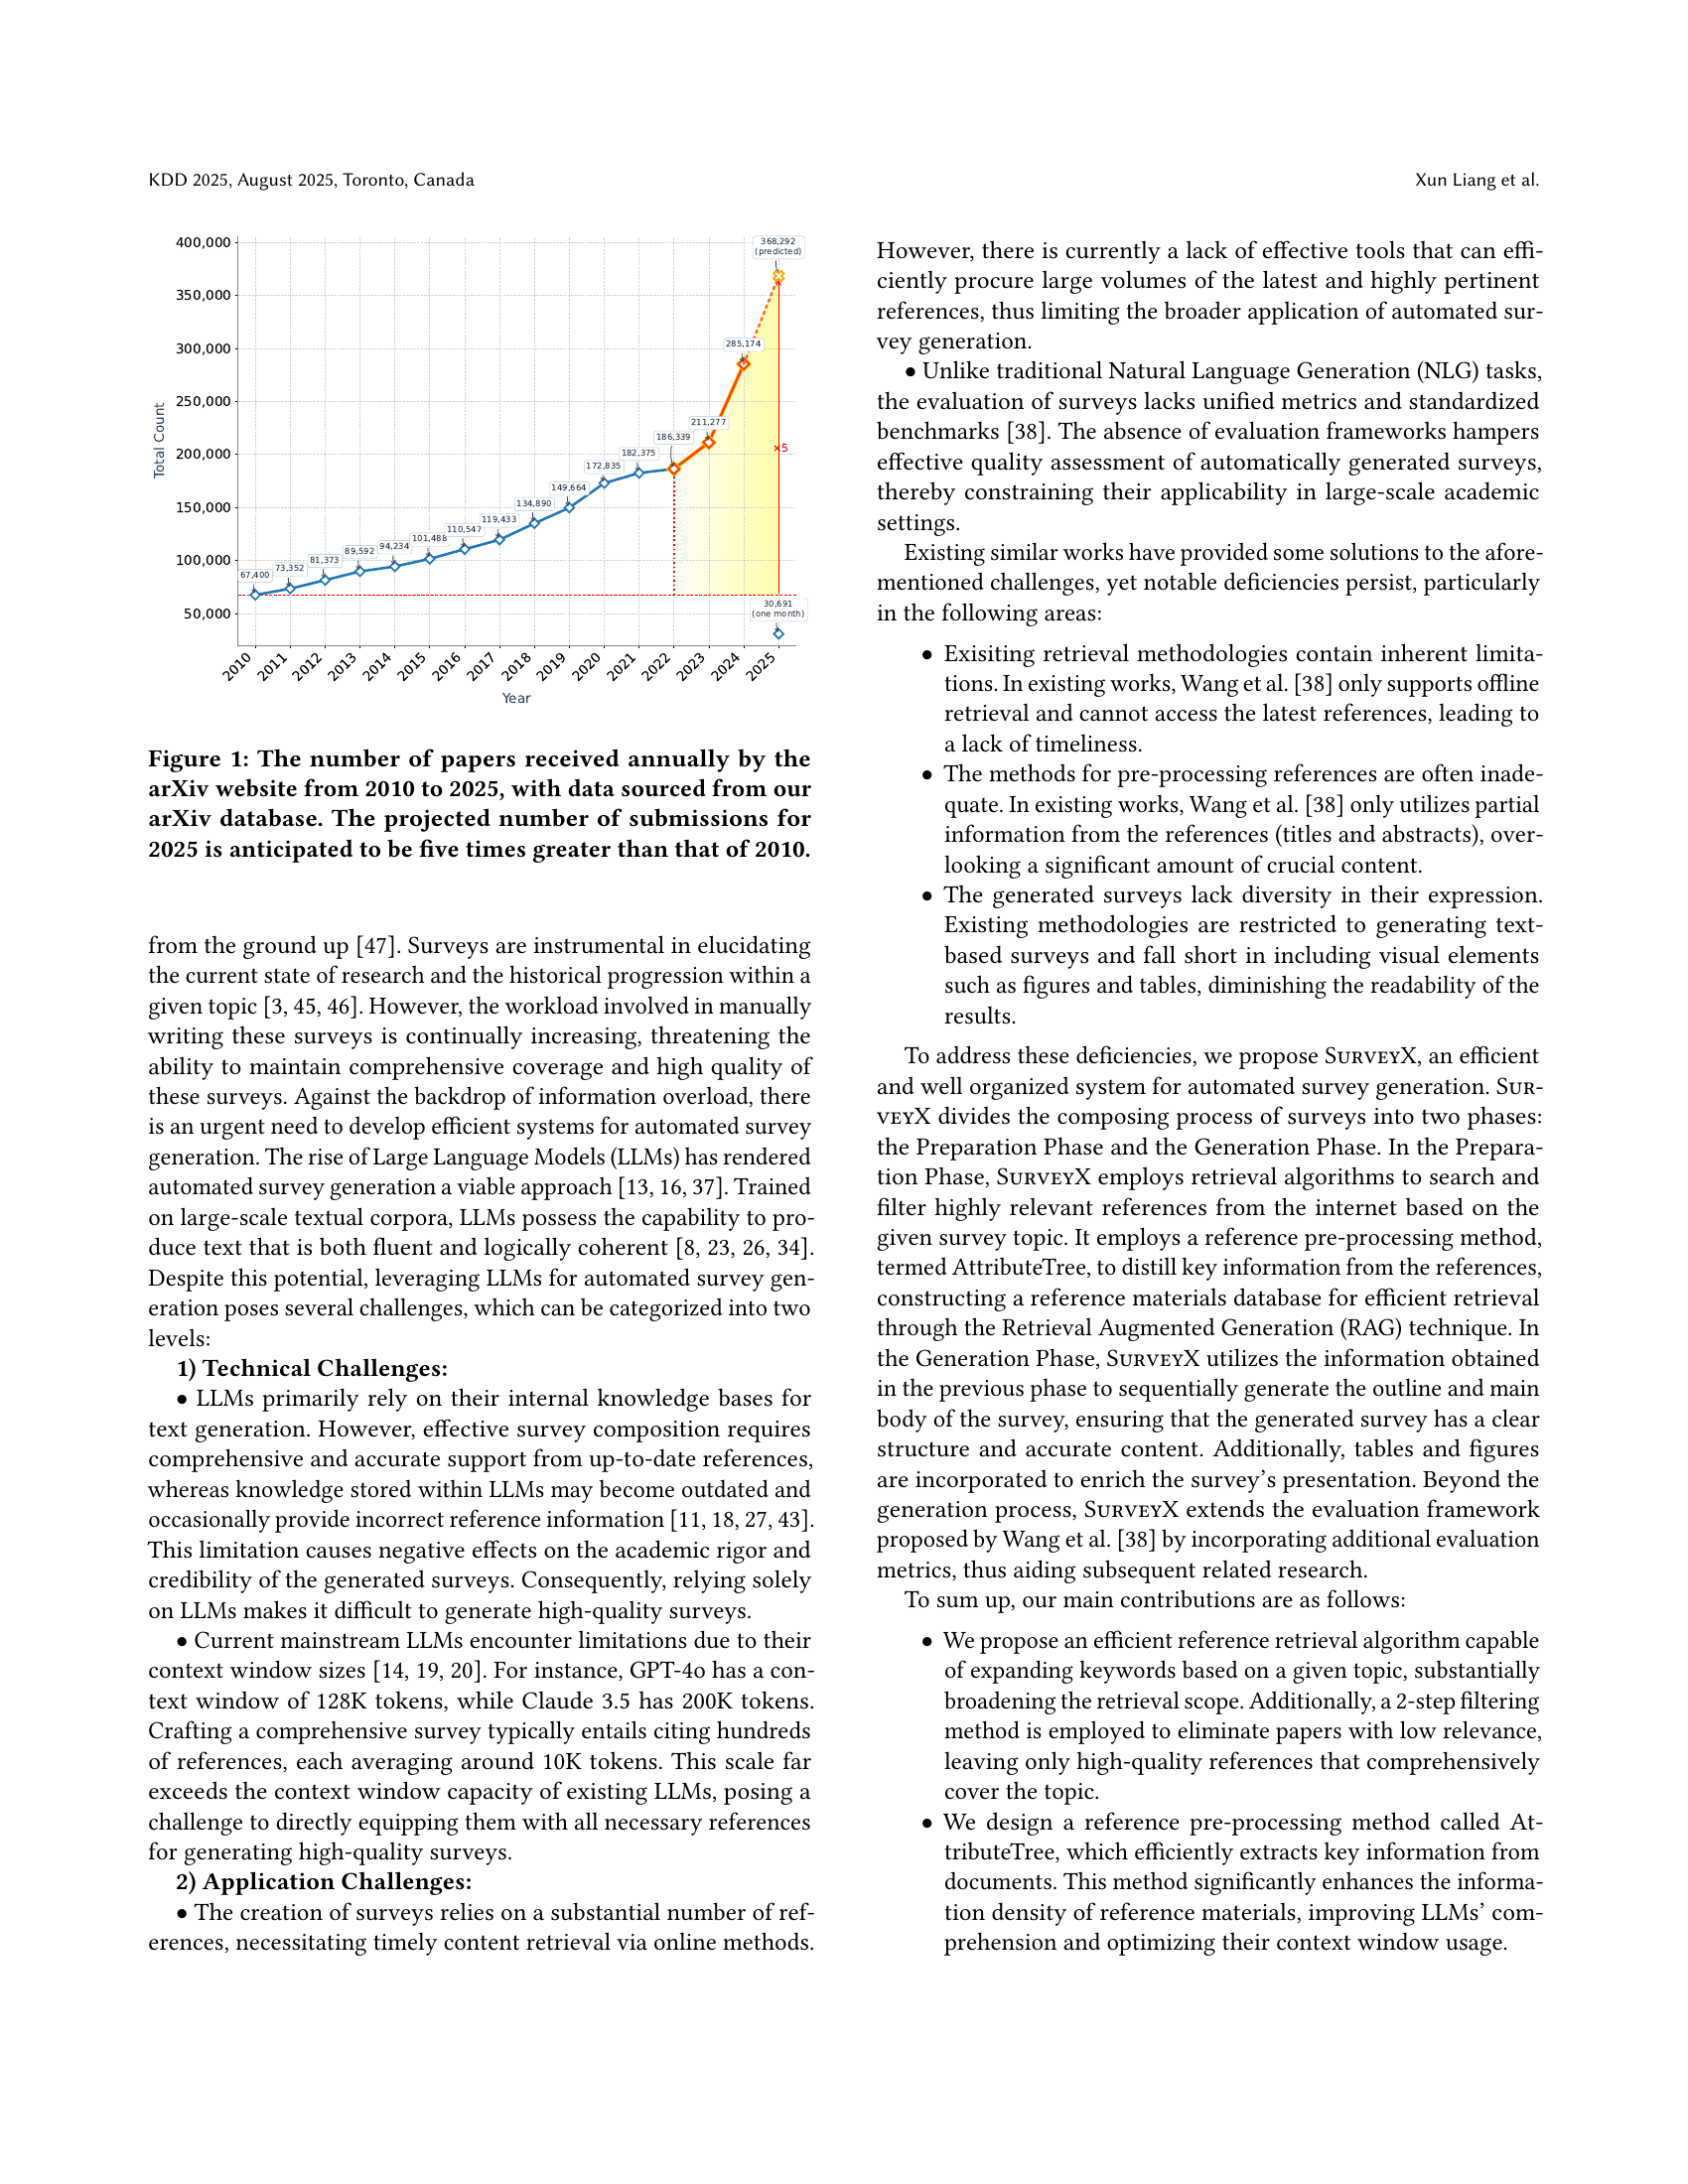 KDD 2025, August 2025, Toronto, Canada
Xun Liang et al.
400,000
350,000
300,000
250,000
200,000
150,000
100,000
50,000
Total Count
67,400
73,352
81,373
89,592
94,234
101,488
110,547
119,433
134,890
149,664
172,835
182,375
186,339
211,277
285,174
368,292
(predicted)
×5
30,691
(one month)
2010
2011
2012
2013
2014
2015
2016
2017
2018
2019
2020
2021
2022
2023
2024
2025
Year
Figure 1: The number of papers received annually by the
arXiv website from 2010 to 2025, with data sourced from our
arXiv database. The projected number of submissions for
2025 is anticipated to be five times greater than that of 2010.
from the ground up [47]. Surveys are instrumental in elucidating
the current state of research and the historical progression within a
given topic [3, 45, 46]. However, the workload involved in manually
writing these surveys is continually increasing, threatening the
ability to maintain comprehensive coverage and high quality of
these surveys. Against the backdrop of information overload, there
is an urgent need to develop efficient systems for automated survey
generation. The rise of Large Language Models (LLMs) has rendered
automated survey generation a viable approach [13, 16, 37]. Trained
on large-scale textual corpora, LLMs possess the capability to pro-
duce text that is both fluent and logically coherent [8, 23, 26, 34].
Despite this potential, leveraging LLMs for automated survey gen-
eration poses several challenges, which can be categorized into two
levels:
1) Technical Challenges:
• LLMs primarily rely on their internal knowledge bases for
text generation. However, effective survey composition requires
comprehensive and accurate support from up-to-date references,
whereas knowledge stored within LLMs may become outdated and
occasionally provide incorrect reference information [11, 18, 27, 43].
This limitation causes negative effects on the academic rigor and
credibility of the generated surveys. Consequently, relying solely
on LLMs makes it difficult to generate high-quality surveys.
• Current mainstream LLMs encounter limitations due to their
context window sizes [14, 19, 20]. For instance, GPT-4o has a con-
text window of 128K tokens, while Claude 3.5 has 200K tokens.
Crafting a comprehensive survey typically entails citing hundreds
of references, each averaging around 10K tokens. This scale far
exceeds the context window capacity of existing LLMs, posing a
challenge to directly equipping them with all necessary references
for generating high-quality surveys.
2) Application Challenges:
• The creation of surveys relies on a substantial number of ref-
erences, necessitating timely content retrieval via online methods.
However, there is currently a lack of effective tools that can effi-
ciently procure large volumes of the latest and highly pertinent
references, thus limiting the broader application of automated sur-
vey generation.
• Unlike traditional Natural Language Generation (NLG) tasks,
the evaluation of surveys lacks unified metrics and standardized
benchmarks [38]. The absence of evaluation frameworks hampers
effective quality assessment of automatically generated surveys,
thereby constraining their applicability in large-scale academic
settings.
Existing similar works have provided some solutions to the afore-
mentioned challenges, yet notable deficiencies persist, particularly
in the following areas:
• Exisiting retrieval methodologies contain inherent limita-
tions. In existing works, Wang et al. [38] only supports offline
retrieval and cannot access the latest references, leading to
a lack of timeliness.
• The methods for pre-processing references are often inade-
quate. In existing works, Wang et al. [38] only utilizes partial
information from the references (titles and abstracts), over-
looking a significant amount of crucial content.
• The generated surveys lack diversity in their expression.
Existing methodologies are restricted to generating text-
based surveys and fall short in including visual elements
such as figures and tables, diminishing the readability of the
results.
To address these deficiencies, we propose SurveyX, an efficient
and well organized system for automated survey generation. Sur-
veyX divides the composing process of surveys into two phases:
the Preparation Phase and the Generation Phase. In the Prepara-
tion Phase, SurveyX employs retrieval algorithms to search and
filter highly relevant references from the internet based on the
given survey topic. It employs a reference pre-processing method,
termed AttributeTree, to distill key information from the references,
constructing a reference materials database for efficient retrieval
through the Retrieval Augmented Generation (RAG) technique. In
the Generation Phase, SurveyX utilizes the information obtained
in the previous phase to sequentially generate the outline and main
body of the survey, ensuring that the generated survey has a clear
structure and accurate content. Additionally, tables and figures
are incorporated to enrich the survey's presentation. Beyond the
generation process, SurveyX extends the evaluation framework
proposed by Wang et al. [38] by incorporating additional evaluation
metrics, thus aiding subsequent related research.
To sum up, our main contributions are as follows:
• We propose an efficient reference retrieval algorithm capable
of expanding keywords based on a given topic, substantially
broadening the retrieval scope. Additionally, a 2-step filtering
method is employed to eliminate papers with low relevance,
leaving only high-quality references that comprehensively
cover the topic.
• We design a reference pre-processing method called At-
tributeTree, which efficiently extracts key information from
documents. This method significantly enhances the informa-
tion density of reference materials, improving LLMs' com-
prehension and optimizing their context window usage.